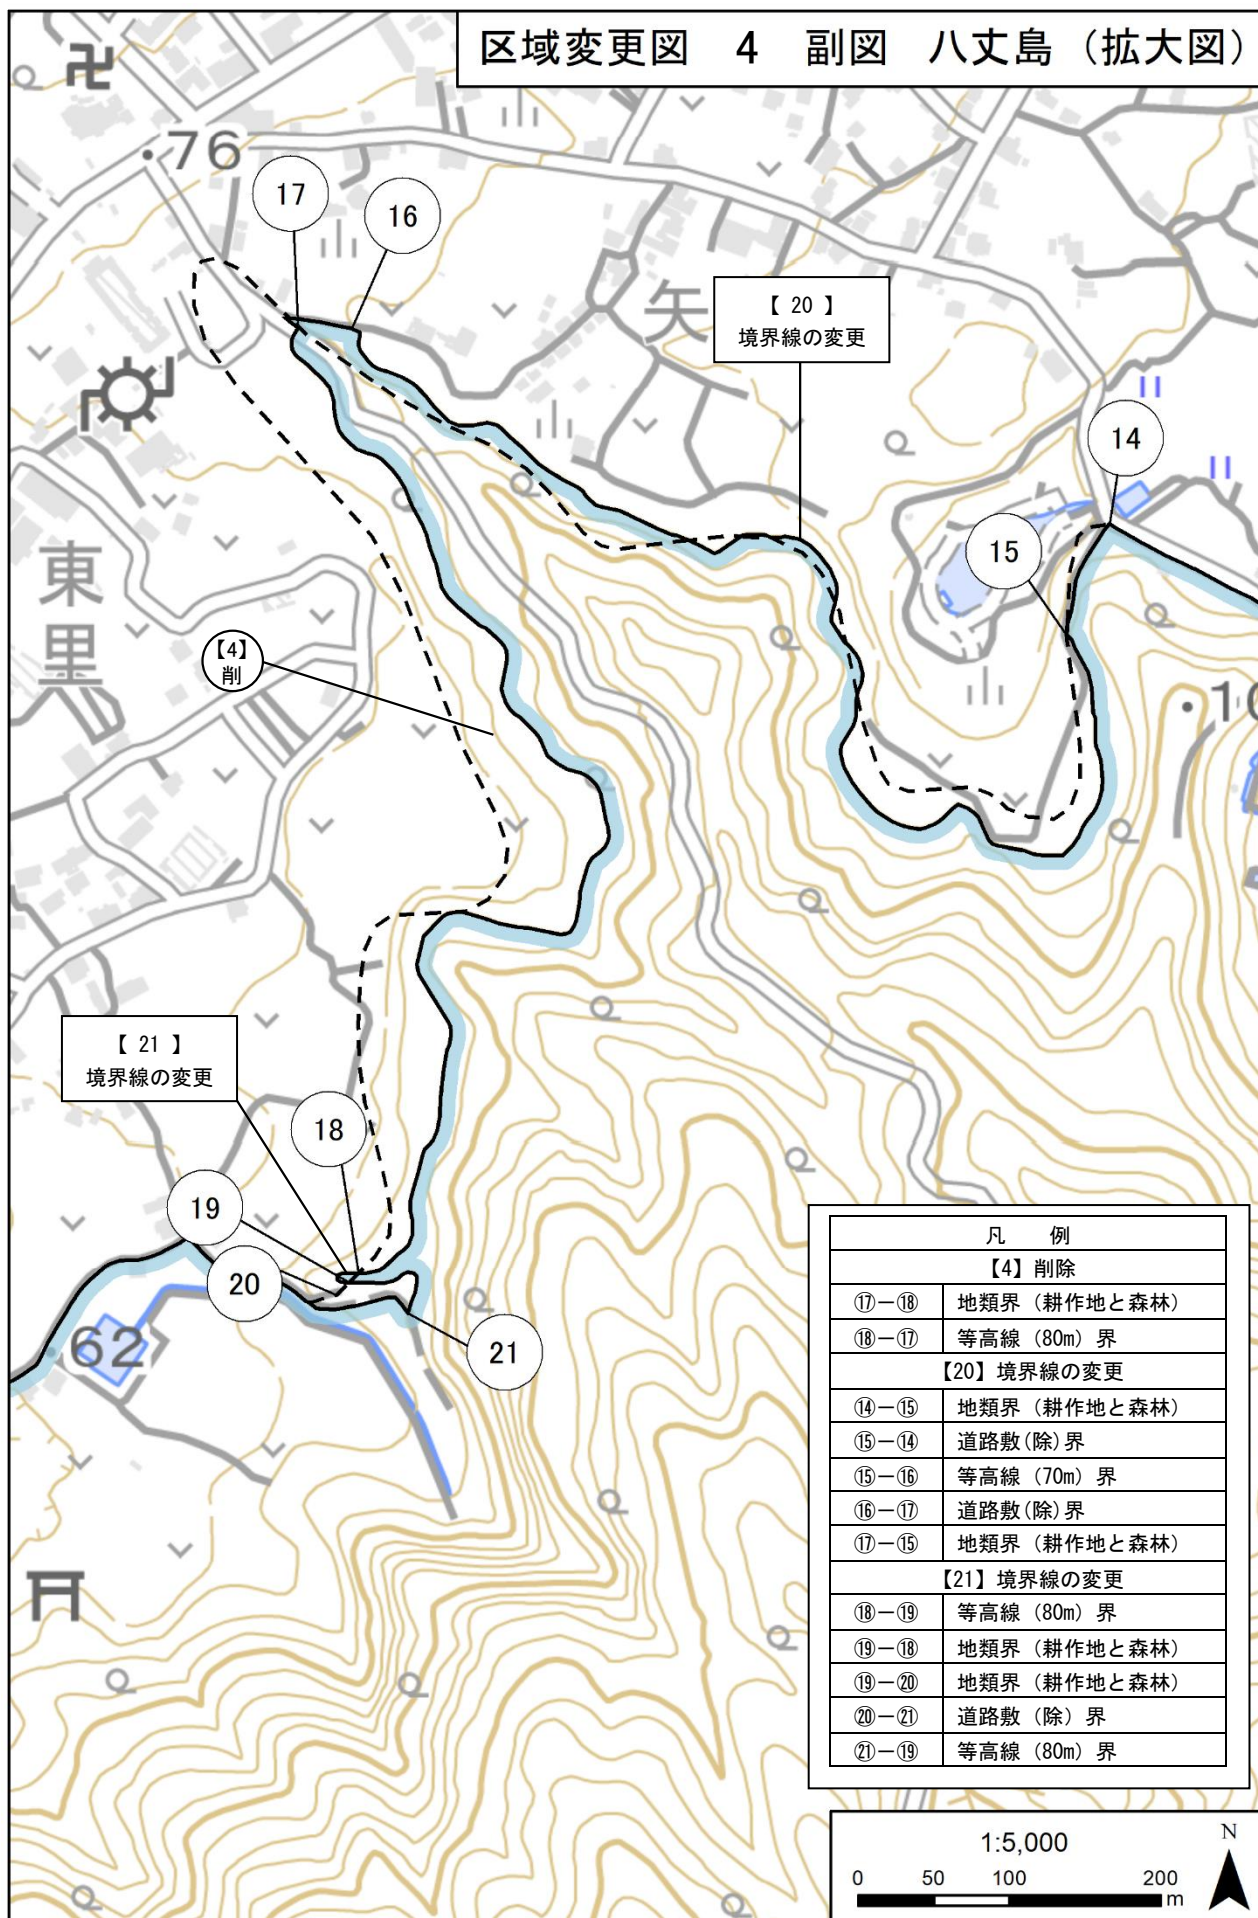 区域変更図　4　副図　八丈島（拡大図）
76
17
16
矢
【 20 】
境界線の変更
14
15
東里
【4】
削
10
【 21 】
境界線の変更
18
19
20
21
62
凡　例
【4】削除
⑰－⑱　地類界（耕作地と森林）
⑱－⑰　等高線（80m）界
【20】境界線の変更
⑭－⑮　地類界（耕作地と森林）
⑮－⑭　道路敷(除)界
⑮－⑯　等高線（70m）界
⑯－⑰　道路敷(除)界
⑰－⑮　地類界（耕作地と森林）
【21】境界線の変更
⑱－⑲　等高線（80m）界
⑲－⑱　地類界（耕作地と森林）
⑲－⑳　地類界（耕作地と森林）
⑳－㉑　道路敷（除）界
㉑－⑲　等高線（80m）界
1:5,000
N
0 50 100 200
m